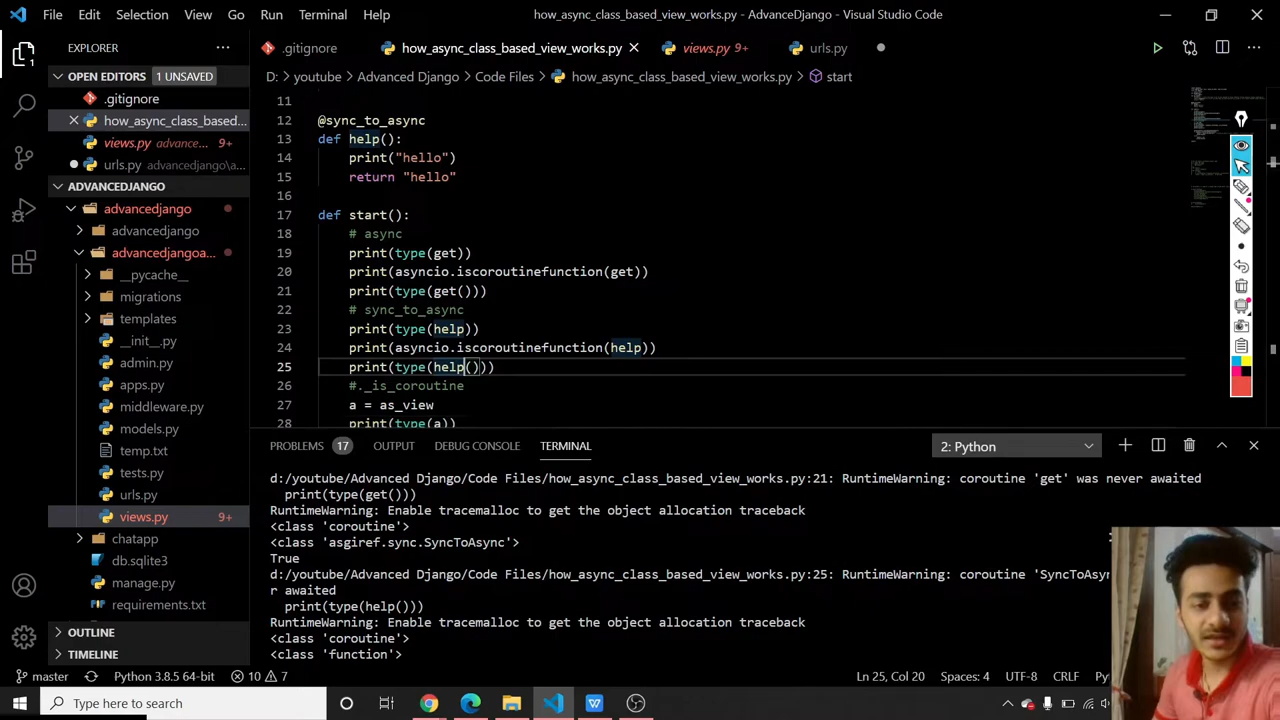 File Edit Selection View Go Run Terminal Help
how_async_class_based_view_works.py - AdvanceDjango - Visual Studio Code
EXPLORER
.gitignore how_async_class_based_view_works.py views.py 9+ urls.py
OPEN EDITORS 1 UNSAVED
D: > youtube > Advanced Django > Code Files > how_async_class_based_view_works.py > start
.gitignore
how_async_class_based...
views.py advance... 9+
urls.py advancedjango\a...
ADVANCEDJANGO
advancedjango
advancedjango
advancedjangoa...
__pycache__
migrations
templates
__init__.py
admin.py
apps.py
middleware.py
models.py
temp.txt
tests.py
urls.py
views.py 9+
chatapp
db.sqlite3
manage.py
requirements.txt
OUTLINE
TIMELINE
11
12 @sync_to_async
13 def help():
14 print("hello")
15 return "hello"
16
17 def start():
18 # async
19 print(type(get))
20 print(asyncio.iscoroutinefunction(get))
21 print(type(get()))
22 # sync_to_async
23 print(type(help))
24 print(asyncio.iscoroutinefunction(help))
25 print(type(help()))
26 #._is_coroutine
27 a = as_view
28 print(type(a))
PROBLEMS 17 OUTPUT DEBUG CONSOLE TERMINAL 2: Python
d:/youtube/Advanced Django/Code Files/how_async_class_based_view_works.py:21: RuntimeWarning: coroutine 'get' was never awaited
print(type(get()))
RuntimeWarning: Enable tracemalloc to get the object allocation traceback
<class 'coroutine'>
<class 'asgiref.sync.SyncToAsync'>
True
d:/youtube/Advanced Django/Code Files/how_async_class_based_view_works.py:25: RuntimeWarning: coroutine 'SyncToAsy
r awaited
print(type(help()))
RuntimeWarning: Enable tracemalloc to get the object allocation traceback
<class 'coroutine'>
<class 'function'>
master Python 3.8.5 64-bit 10 7 Ln 25, Col 20 Spaces: 4 UTF-8 CRLF Py
Type here to search